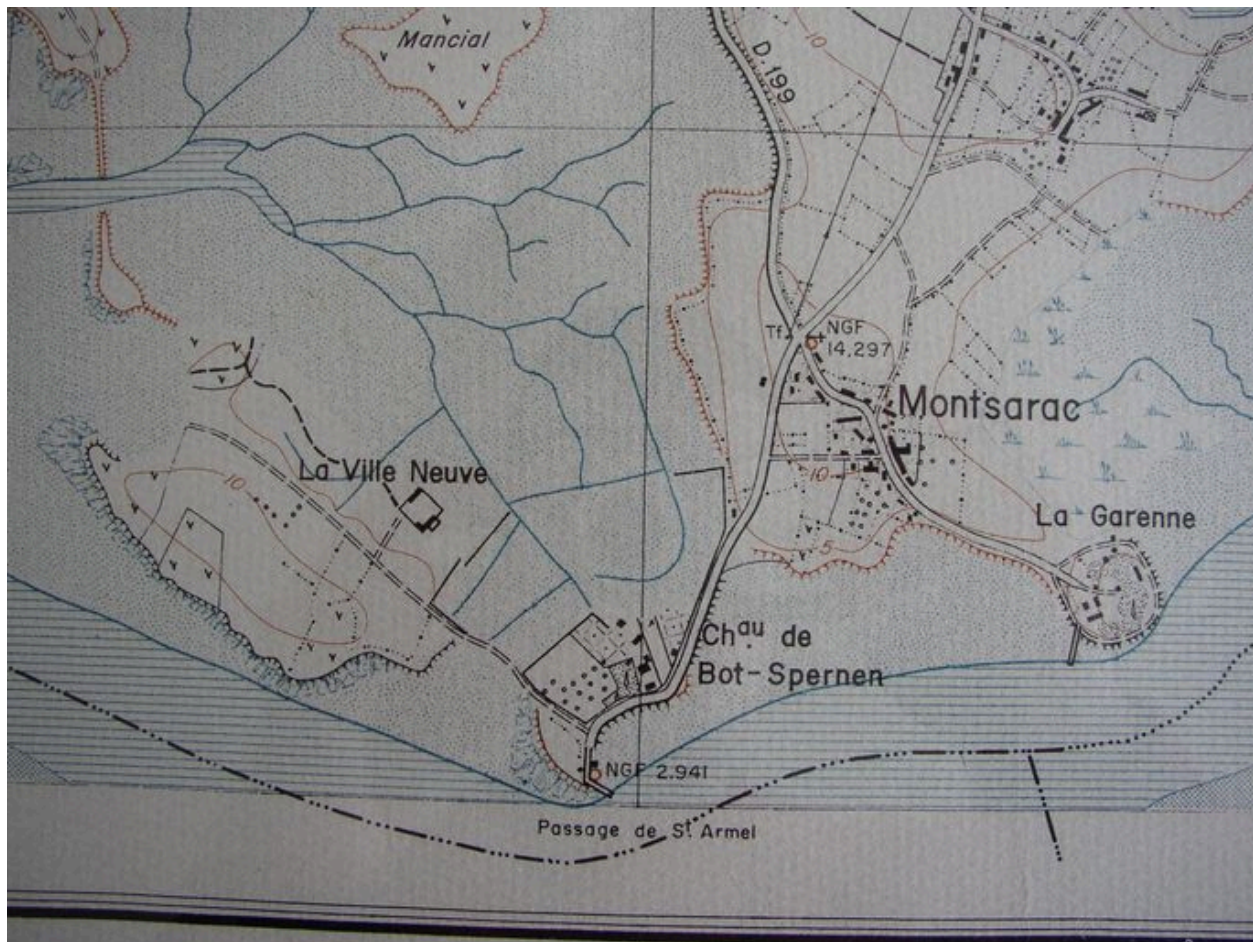 Mancial
10
D.199
Tf.
NGF
14.297
Montsarac
10
La Ville Neuve
10
La Garenne
5
Chau de
Bot-Spernen
NGF 2.941
Passage de St. Armel